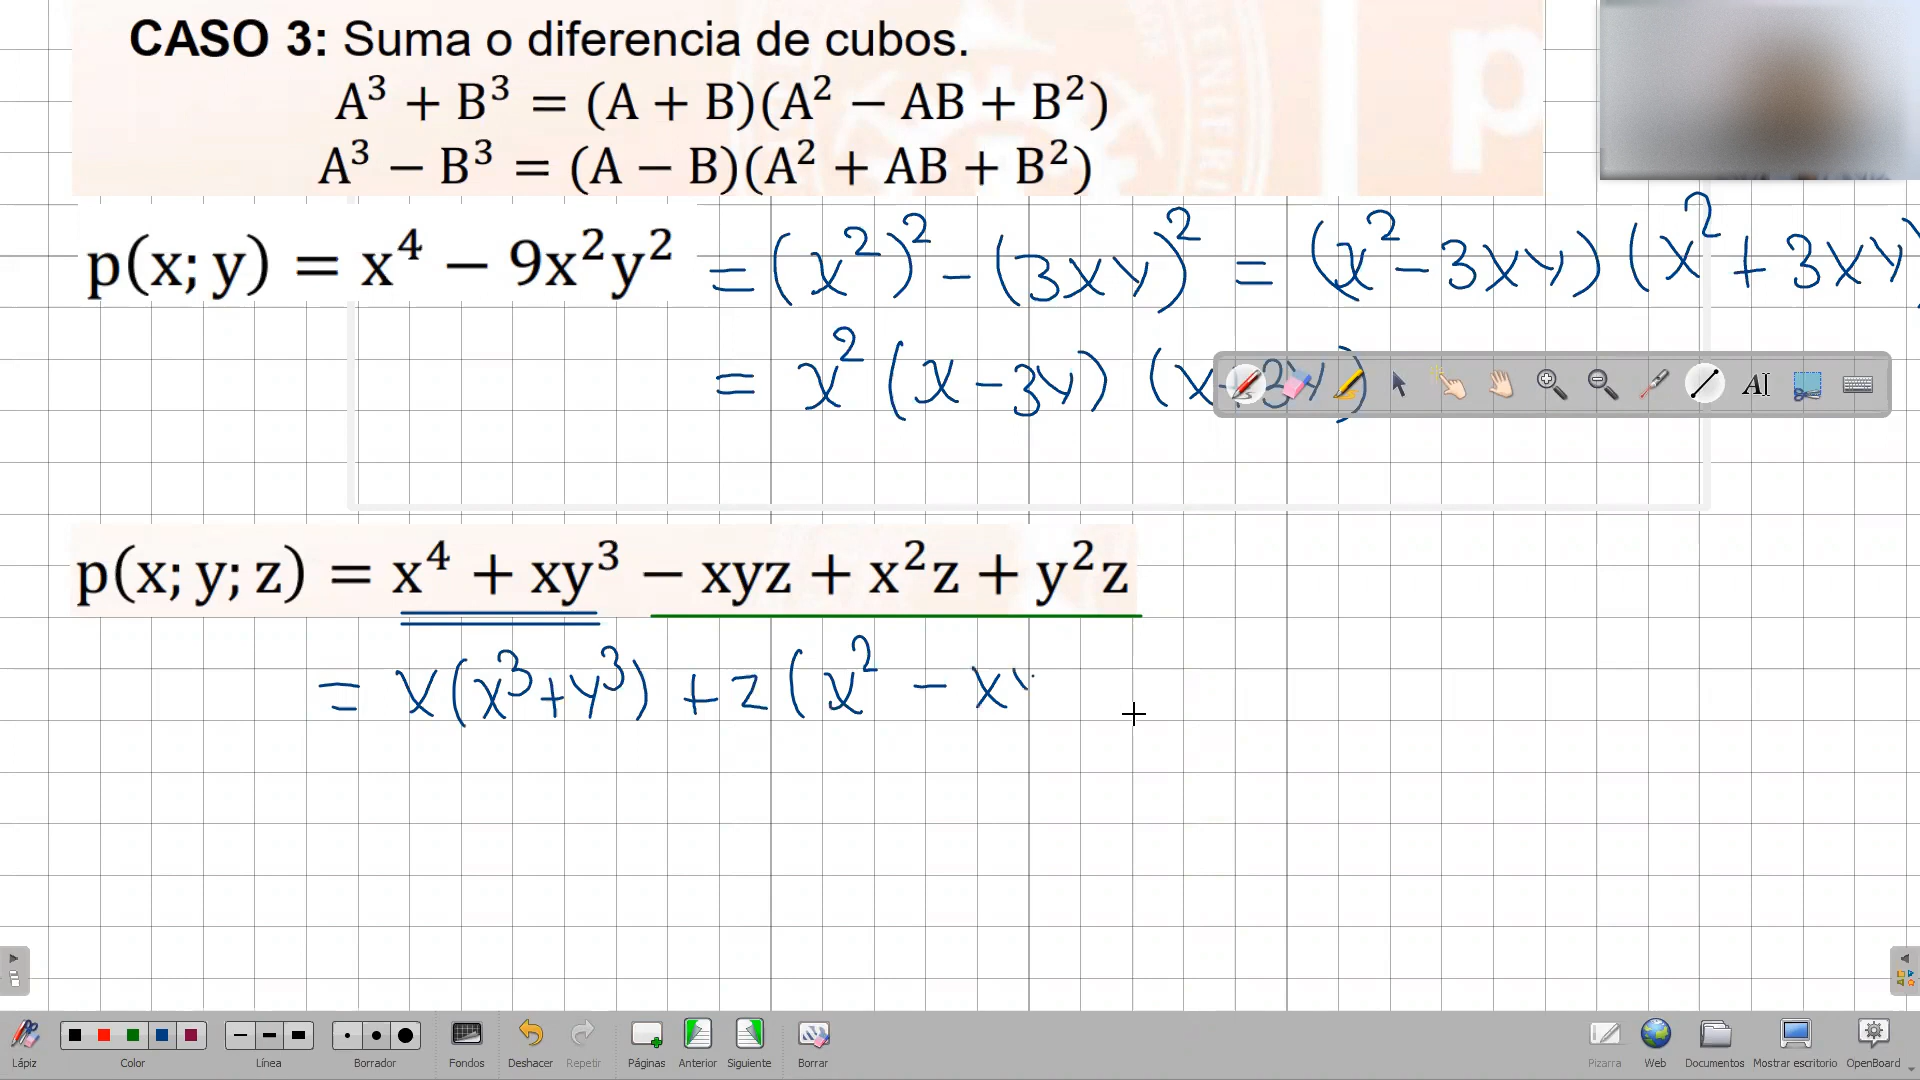 CASO 3: Suma o diferencia de cubos.
A³ + B³ = (A + B)(A² − AB + B²)
A³ − B³ = (A − B)(A² + AB + B²)
p(x; y) = x⁴ − 9x²y² = (x²)² − (3xy)² = (x² − 3xy)(x² + 3xy)
= x² (x − 3y) (x + 3y)
p(x; y; z) = x⁴ + xy³ − xyz + x²z + y²z
= x(x³+y³) + z(x² − xy
Lápiz Color Línea Borrador Fondos Deshacer Repetir Páginas Anterior Siguiente Borrar Pizarra Web Documentos Mostrar escritorio OpenBoard